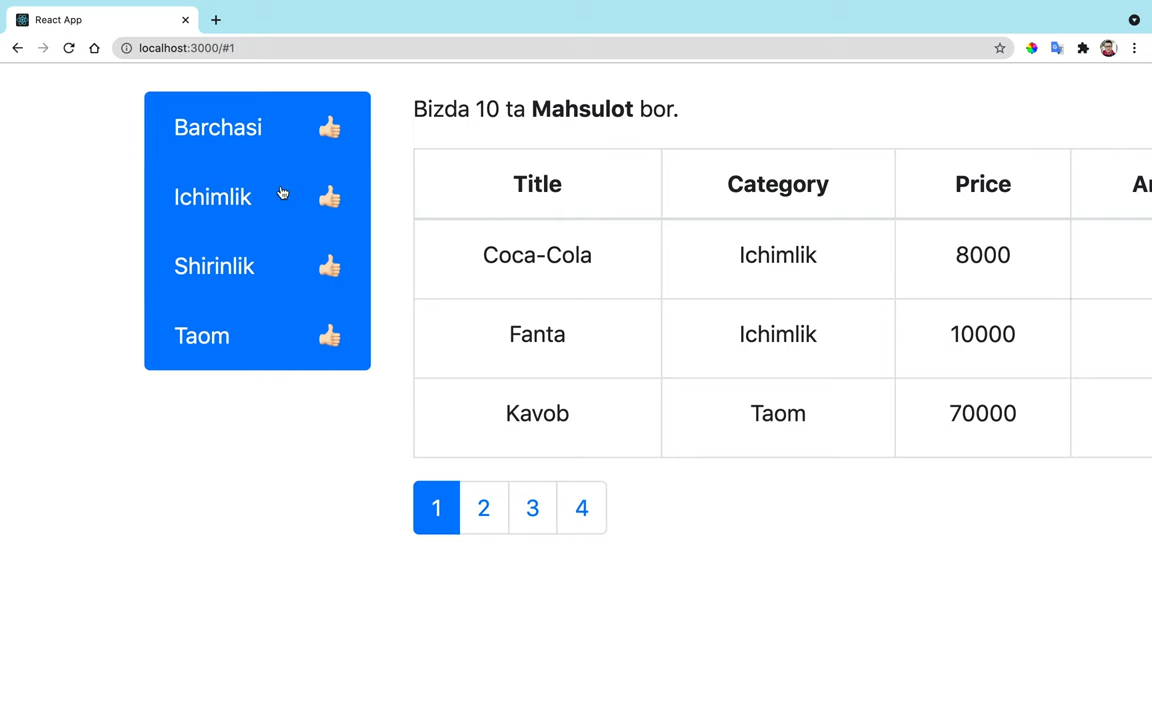 React App
localhost:3000/#1
Barchasi
Ichimlik
Shirinlik
Taom
Bizda 10 ta Mahsulot bor.
Title Category Price
Coca-Cola Ichimlik 8000
Fanta Ichimlik 10000
Kavob Taom 70000
1 2 3 4